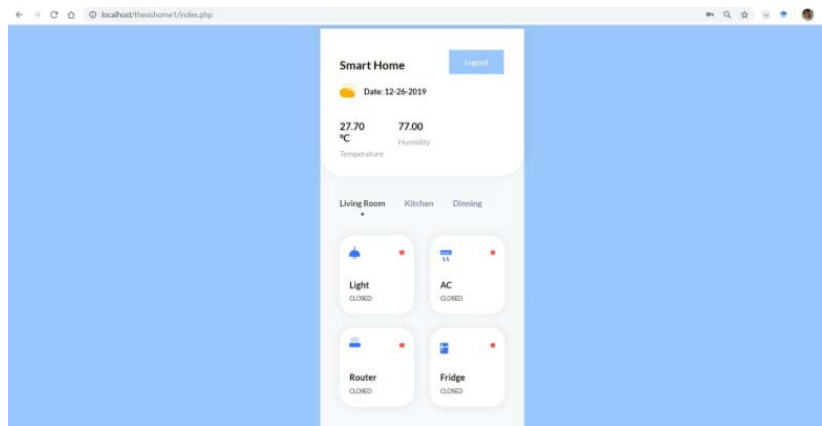 localhost/thesishome1/index.php
Smart Home
Logout
Date: 12-26-2019
27.70 77.00
°C
Humidity
Temperature
Living Room Kitchen Dinning
Light AC
CLOSED CLOSED
Router Fridge
CLOSED CLOSED